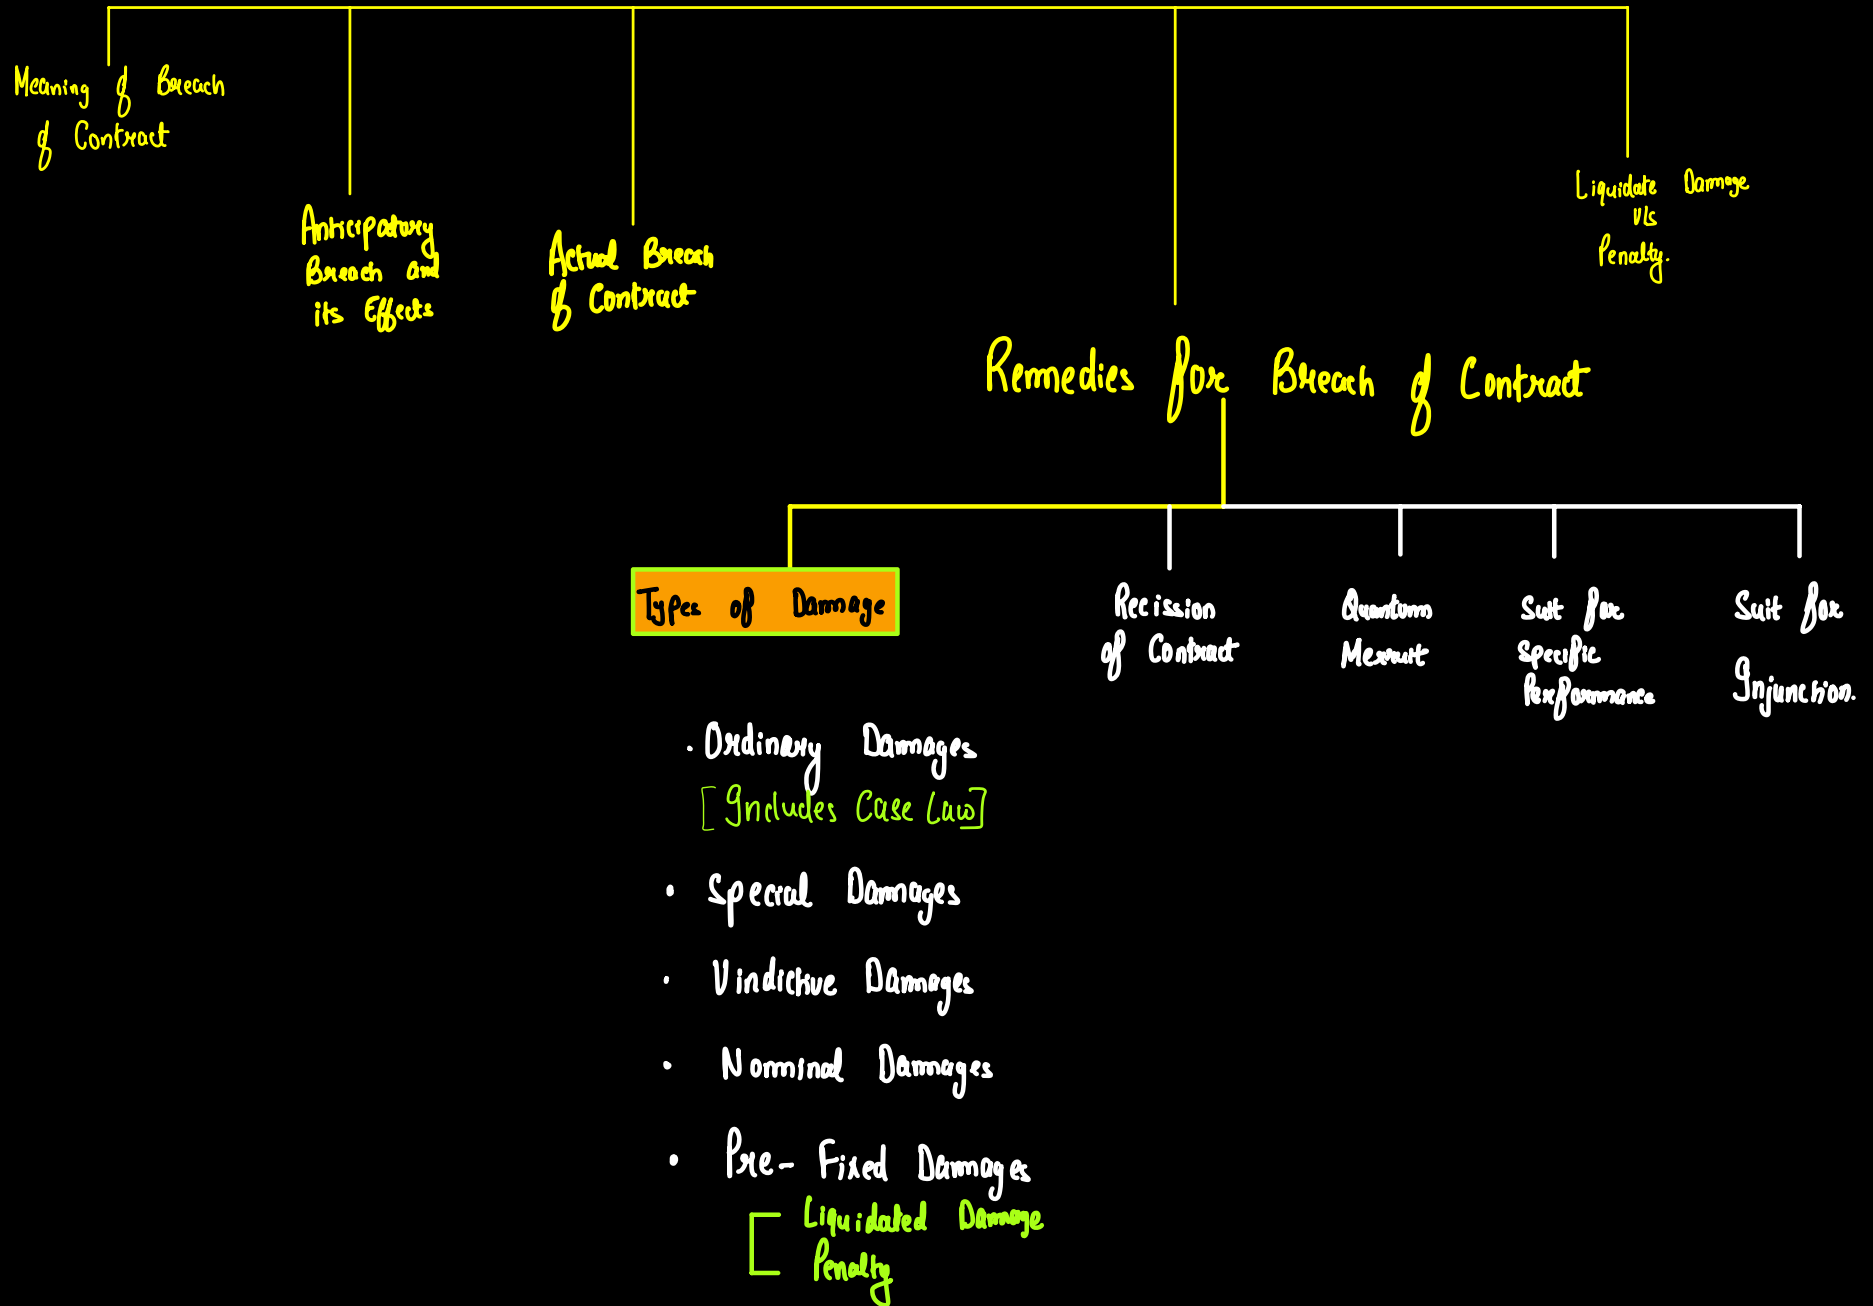 Meaning of Breach
of Contract
Anticipatory
Breach and
its Effects
Actual Breach
of Contract
Liquidate Damage
v/s
Penalty.
Remedies for Breach of Contract
Types of Damage
Recission
of Contract
Quantum
Merruit
Suit for
Specific
Performance
Suit for
Injunction.
. Ordinary Damages
[Includes Case Law]
• Special Damages
• Vindictive Damages
• Nominal Damages
• Pre-Fixed Damages
Liquidated Damage
Penalty